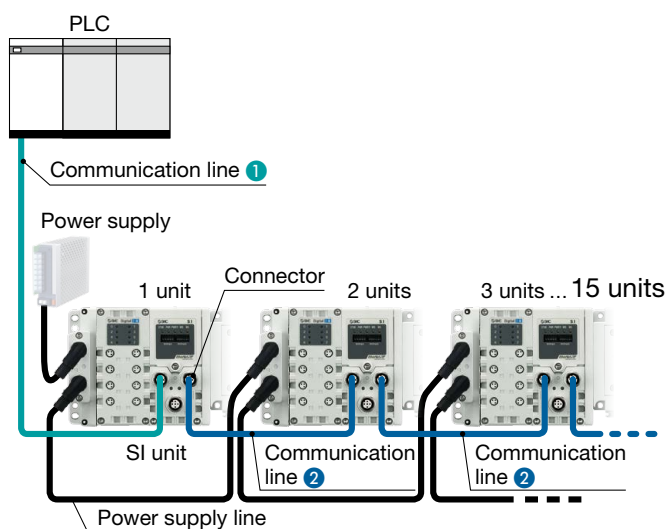 PLC
Communication line 1
Power supply
Connector
1 unit
2 units
3 units ... 15 units
SI unit
Communication
line 2
Communication
line 2
Power supply line